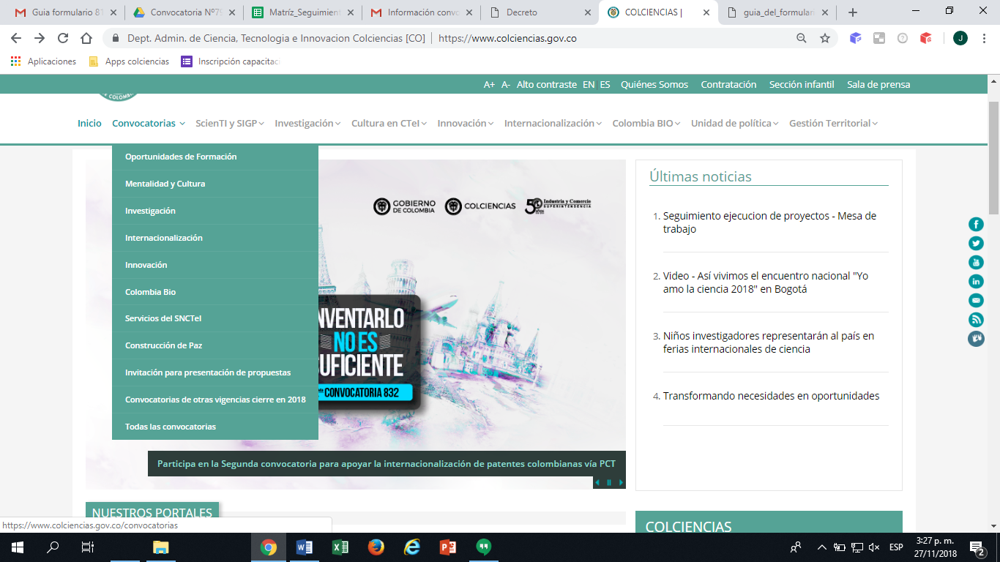 Guia formulario 81
Convocatoria Nº79
Matríz_Seguimient
Información convo
Decreto
COLCIENCIAS |
guia_del_formulari
Dept. Admin. de Ciencia, Tecnologia e Innovacion Colciencias [CO] | https://www.colciencias.gov.co
J
Aplicaciones
Apps colciencias
Inscripción capacitaci
A+ A- Alto contraste EN | ES Quiénes Somos Contratación Sección infantil Sala de prensa
E COLOMB
Inicio Convocatorias ScienTI y SIGP Investigación Cultura en CTeI Innovación Internacionalización Colombia BIO Unidad de política Gestión Territorial
Oportunidades de Formación
Mentalidad y Cultura
Investigación
Internacionalización
Innovación
Colombia Bio
Servicios del SNCTeI
Construcción de Paz
Invitación para presentación de propuestas
Convocatorias de otras vigencias cierre en 2018
Todas las convocatorias
GOBIERNO
DE COLOMBIA
COLCIENCIAS
50
Industria y Comercio
SUPERINTENDENCIA
NVENTARLO
NO ES
UFICIENTE
CONVOCATORIA 832
Participa en la Segunda convocatoria para apoyar la internacionalización de patentes colombianas vía PCT
Últimas noticias
1. Seguimiento ejecucion de proyectos - Mesa de
trabajo
2. Video - Así vivimos el encuentro nacional "Yo
amo la ciencia 2018" en Bogotá
3. Niños investigadores representarán al país en
ferias internacionales de ciencia
4. Transformando necesidades en oportunidades
NUESTROS PORTALES
COLCIENCIAS
https://www.colciencias.gov.co/convocatorias
ESP
3:27 p. m.
27/11/2018
2